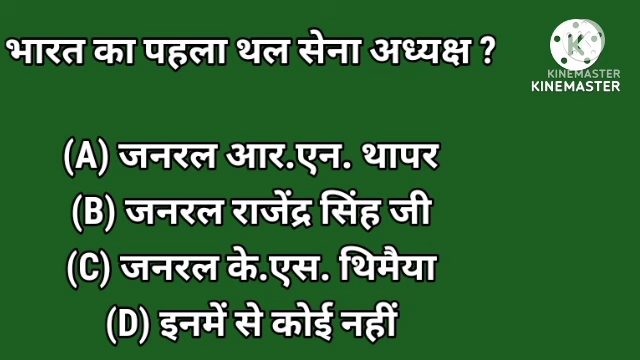 भारत का पहला थल सेना अध्यक्ष ?
KINEMASTER
KINEMASTER
(A) जनरल आर.एन. थापर
(B) जनरल राजेंद्र सिंह जी
(C) जनरल के.एस. थिमैया
(D) इनमें से कोई नहीं